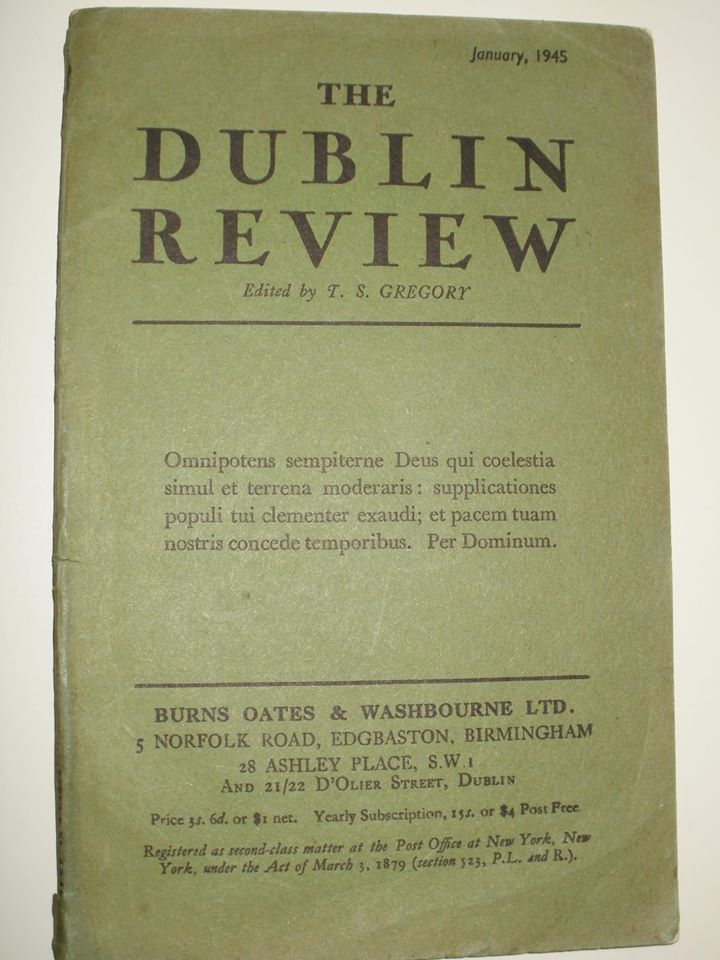 January, 1945
THE
DUBLIN
REVIEW
Edited by T. S. GREGORY
Omnipotens sempiterne Deus qui coelestia
simul et terrena moderaris: supplicationes
populi tui clementer exaudi; et pacem tuam
nostris concede temporibus. Per Dominum.
BURNS OATES & WASHBOURNE LTD.
5 NORFOLK ROAD, EDGBASTON, BIRMINGHAM
28 ASHLEY PLACE, S.W.1
AND 21/22 D'OLIER STREET, DUBLIN
Price 3s. 6d. or $1 net. Yearly Subscription, 15s. or $4 Post Free
Registered as second-class matter at the Post Office at New York, New
York, under the Act of March 3, 1879 (section 523, P.L. and R.).